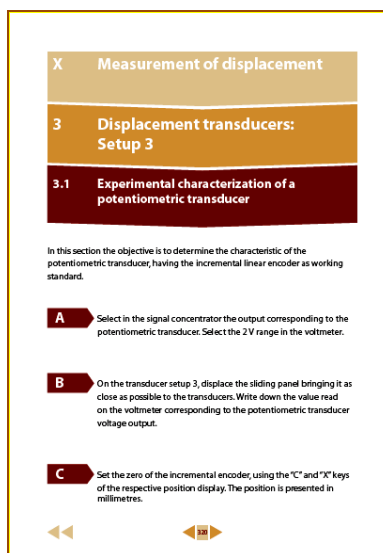 X Measurement of displacement
3 Displacement transducers:
Setup 3
3.1 Experimental characterization of a
potentiometric transducer
In this section the objective is to determine the characteristic of the
potentiometric transducer, having the incremental linear encoder as working
standard.
A Select in the signal concentrator the output corresponding to the
potentiometric transducer. Select the 2 V range in the voltmeter.
B On the transducer setup 3, displace the sliding panel bringing it as
close as possible to the transducers. Write down the value read
on the voltmeter corresponding to the potentiometric transducer
voltage output.
C Set the zero of the incremental encoder, using the “C” and “X” keys
of the respective position display. The position is presented in
millimetres.
320